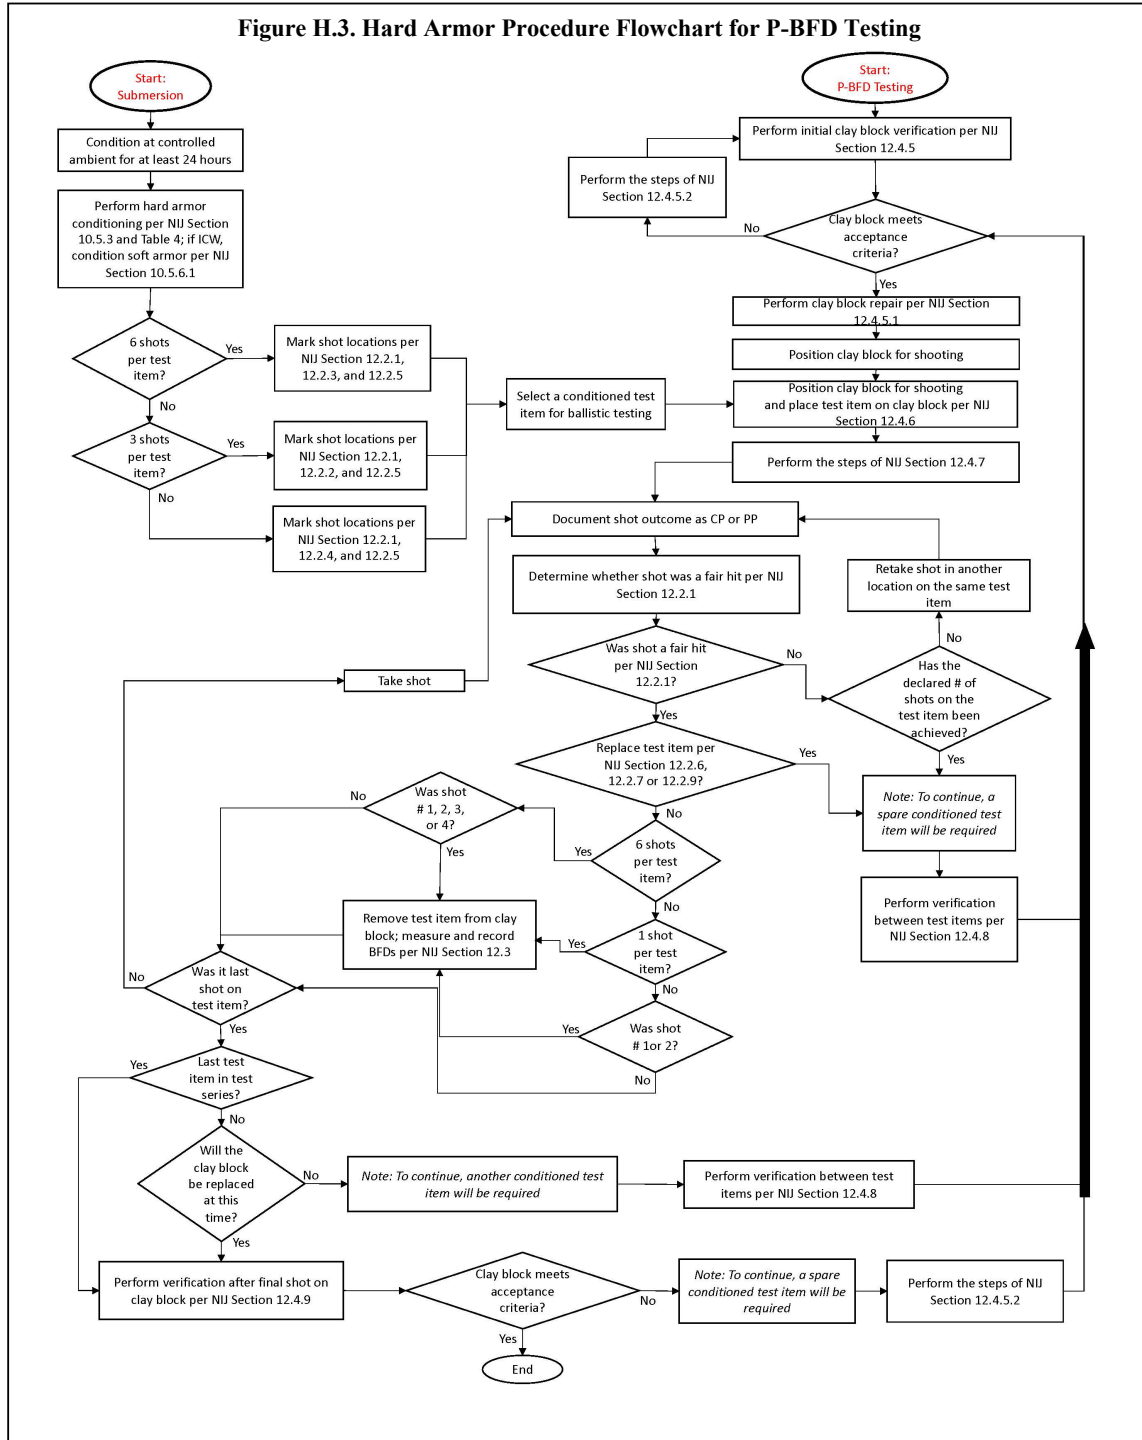 Figure H.3. Hard Armor Procedure Flowchart for P-BFD Testing
Start:
Submersion
Condition at controlled
ambient for at least 24 hours
Perform hard armor
conditioning per NIJ Section
10.5.3 and Table 4; if ICW,
condition soft armor per NIJ
Section 10.5.6.1
6 shots
per test
item?
Yes
No
Mark shot locations per
NIJ Section 12.2.1,
12.2.3, and 12.2.5
3 shots
per test
item?
Yes
No
Mark shot locations per
NIJ Section 12.2.1,
12.2.2, and 12.2.5
Mark shot locations per
NIJ Section 12.2.1,
12.2.4, and 12.2.5
Select a conditioned test
item for ballistic testing
Start:
P-BFD Testing
Perform initial clay block verification per NIJ
Section 12.4.5
Perform the steps of NIJ
Section 12.4.5.2
No
Clay block meets
acceptance
criteria?
Yes
Perform clay block repair per NIJ Section
12.4.5.1
Position clay block for shooting
Position clay block for shooting
and place test item on clay block per NIJ
Section 12.4.6
Perform the steps of NIJ Section 12.4.7
Document shot outcome as CP or PP
Determine whether shot was a fair hit per NIJ
Section 12.2.1
Retake shot in another
location on the same test
item
No
Was shot a fair hit
per NIJ Section
12.2.1?
No
Yes
Has the
declared # of
shots on the
test item been
achieved?
Yes
Take shot
Replace test item per
NIJ Section 12.2.6,
12.2.7 or 12.2.9?
Yes
No
Note: To continue, a
spare conditioned test
item will be required
Perform verification
between test items per
NIJ Section 12.4.8
No
Was shot
# 1, 2, 3,
or 4?
Yes
Yes
6 shots
per test
item?
No
Remove test item from clay
block; measure and record
BFDs per NIJ Section 12.3
Yes
1 shot
per test
item?
No
No
Was it last
shot on
test item?
Yes
Yes
Was shot
# 1or 2?
No
Yes
Last test
item in test
series?
No
Will the
clay block
be replaced
at this
time?
No
Yes
Note: To continue, another conditioned test
item will be required
Perform verification between test
items per NIJ Section 12.4.8
Perform verification after final shot on
clay block per NIJ Section 12.4.9
Clay block meets
acceptance
criteria?
No
Yes
Note: To continue, a spare
conditioned test item will be
required
Perform the steps of NIJ
Section 12.4.5.2
End